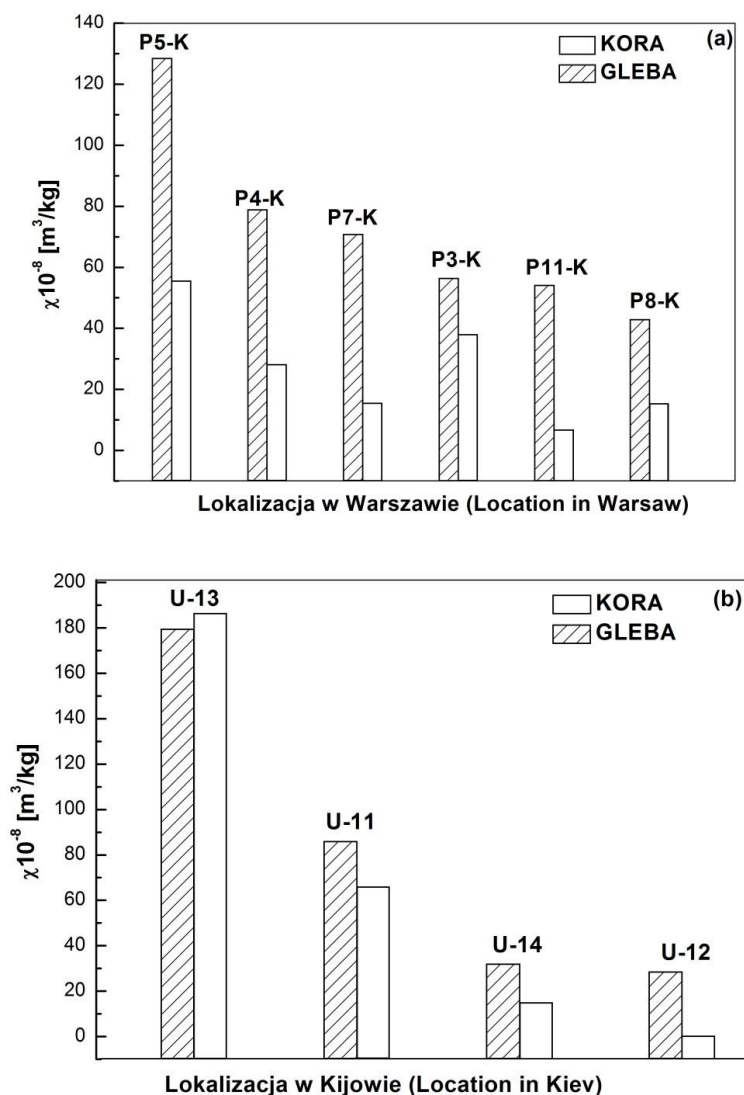 140
120
100
80
60
40
20
0
χ10⁻⁸ [m³/kg]
P5-K
P4-K
P7-K
P3-K
P11-K
P8-K
KORA
GLEBA
(a)
Lokalizacja w Warszawie (Location in Warsaw)
200
180
160
140
120
100
80
60
40
20
0
χ10⁻⁸ [m³/kg]
U-13
U-11
U-14
U-12
KORA
GLEBA
(b)
Lokalizacja w Kijowie (Location in Kiev)